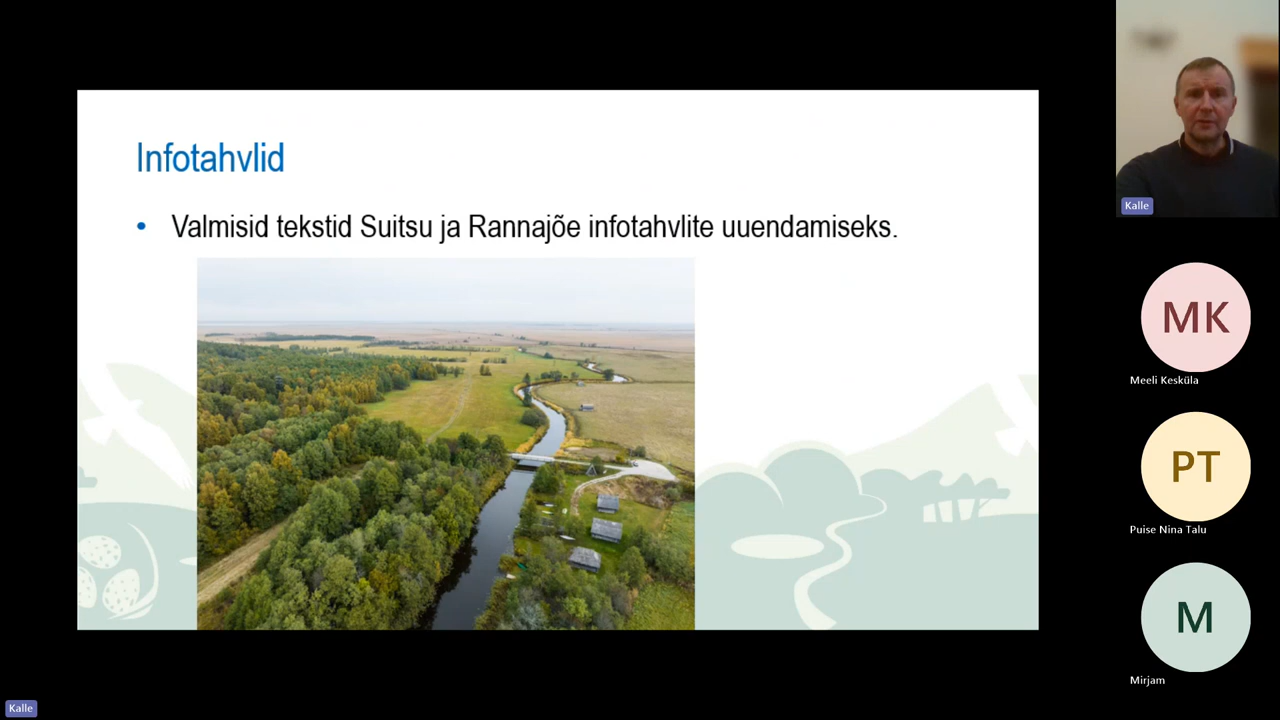 Infotahvlid
• Valmisid tekstid Suitsu ja Rannajõe infotahvlite uuendamiseks.
Kalle
MK
Meeli Kesküla
PT
Puise Nina Talu
M
Mirjam
Kalle